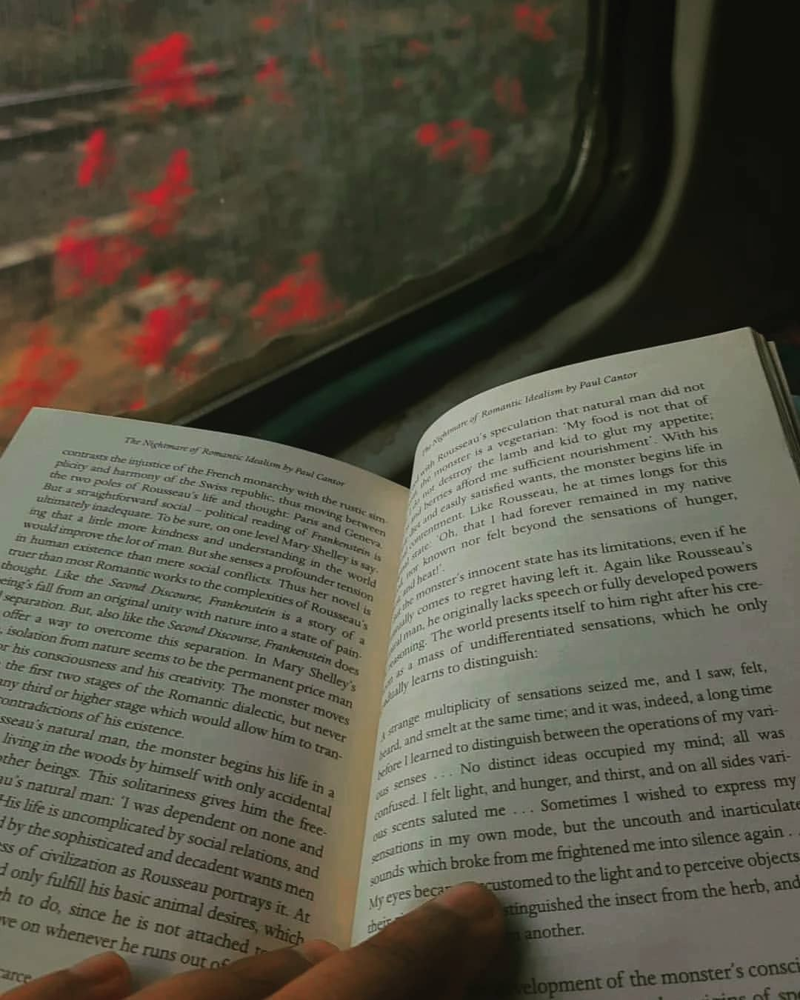 The Nightmare of Romantic Idealism by Paul Cantor
contrasts the injustice of the French monarchy with the rustic sim-
plicity and harmony of the Swiss republic, thus moving between
the two poles of Rousseau's life and thought: Paris and Geneva.
But a straightforward social – political reading of Frankenstein is
ultimately inadequate. To be sure, on one level Mary Shelley is say-
ing that a little more kindness and understanding in the world
would improve the lot of man. But she senses a profounder tension
in human existence than mere social conflicts. Thus her novel is
truer than most Romantic works to the complexities of Rousseau's
thought. Like the Second Discourse, Frankenstein is a story of a
being's fall from an original unity with nature into a state of pain-
separation. But, also like the Second Discourse, Frankenstein does
offer a way to overcome this separation. In Mary Shelley's
isolation from nature seems to be the permanent price man
or his consciousness and his creativity. The monster moves
the first two stages of the Romantic dialectic, but never
any third or higher stage which would allow him to tran-
contradictions of his existence.
sseau's natural man, the monster begins his life in a
living in the woods by himself with only accidental
other beings. This solitariness gives him the free-
au's natural man: 'I was dependent on none and
His life is uncomplicated by social relations, and
d by the sophisticated and decadent wants men
ess of civilization as Rousseau portrays it. At
d only fulfill his basic animal desires, which
gh to do, since he is not attached
ve on whenever he runs out of
carce
The Nightmare of Romantic Idealism by Paul Cantor
with Rousseau's speculation that natural man did not
the monster is a vegetarian: 'My food is not that of
I do not destroy the lamb and kid to glut my appetite;
and berries afford me sufficient nourishment'. With his
diet and easily satisfied wants, the monster begins life in
contentment. Like Rousseau, he at times longs for this
state: 'Oh, that I had forever remained in my native
nor known nor felt beyond the sensations of hunger,
and heat!'.
the monster's innocent state has its limitations, even if he
comes to regret having left it. Again like Rousseau's
man, he originally lacks speech or fully developed powers
reasoning. The world presents itself to him right after his cre-
as a mass of undifferentiated sensations, which he only
gradually learns to distinguish:
A strange multiplicity of sensations seized me, and I saw, felt,
heard, and smelt at the same time; and it was, indeed, a long time
before I learned to distinguish between the operations of my vari-
ous senses . . . No distinct ideas occupied my mind; all was
confused. I felt light, and hunger, and thirst, and on all sides vari-
ous scents saluted me . . . Sometimes I wished to express my
sensations in my own mode, but the uncouth and inarticulate
sounds which broke from me frightened me into silence again . .
My eyes became accustomed to the light and to perceive objects
their distinguished the insect from the herb, and
another.
velopment of the monster's consci
of